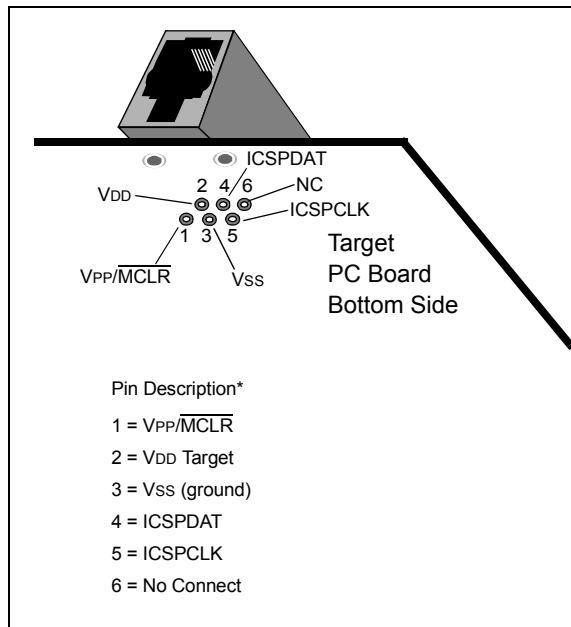 ICSPDAT
VDD 2 4 6 NC
ICSPCLK
1 3 5
VPP/MCLR VSS
Target
PC Board
Bottom Side
Pin Description*
1 = VPP/MCLR
2 = VDD Target
3 = VSS (ground)
4 = ICSPDAT
5 = ICSPCLK
6 = No Connect